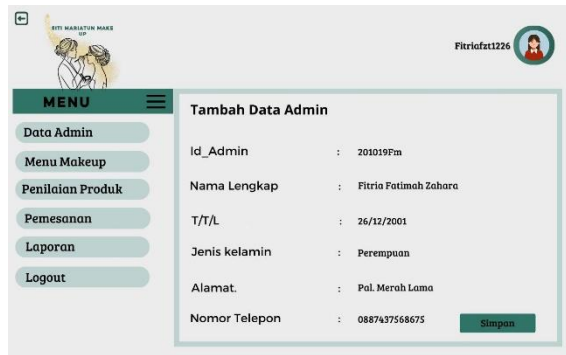 SITI MARIATUN MAKE
UP
Fitriafzt1226
MENU
Data Admin
Menu Makeup
Penilaian Produk
Pemesanan
Laporan
Logout
Tambah Data Admin
Id_Admin : 201019Fm
Nama Lengkap : Fitria Fatimah Zahara
T/T/L : 26/12/2001
Jenis kelamin : Perempuan
Alamat. : Pal. Merah Lama
Nomor Telepon : 0887437568675
Simpan